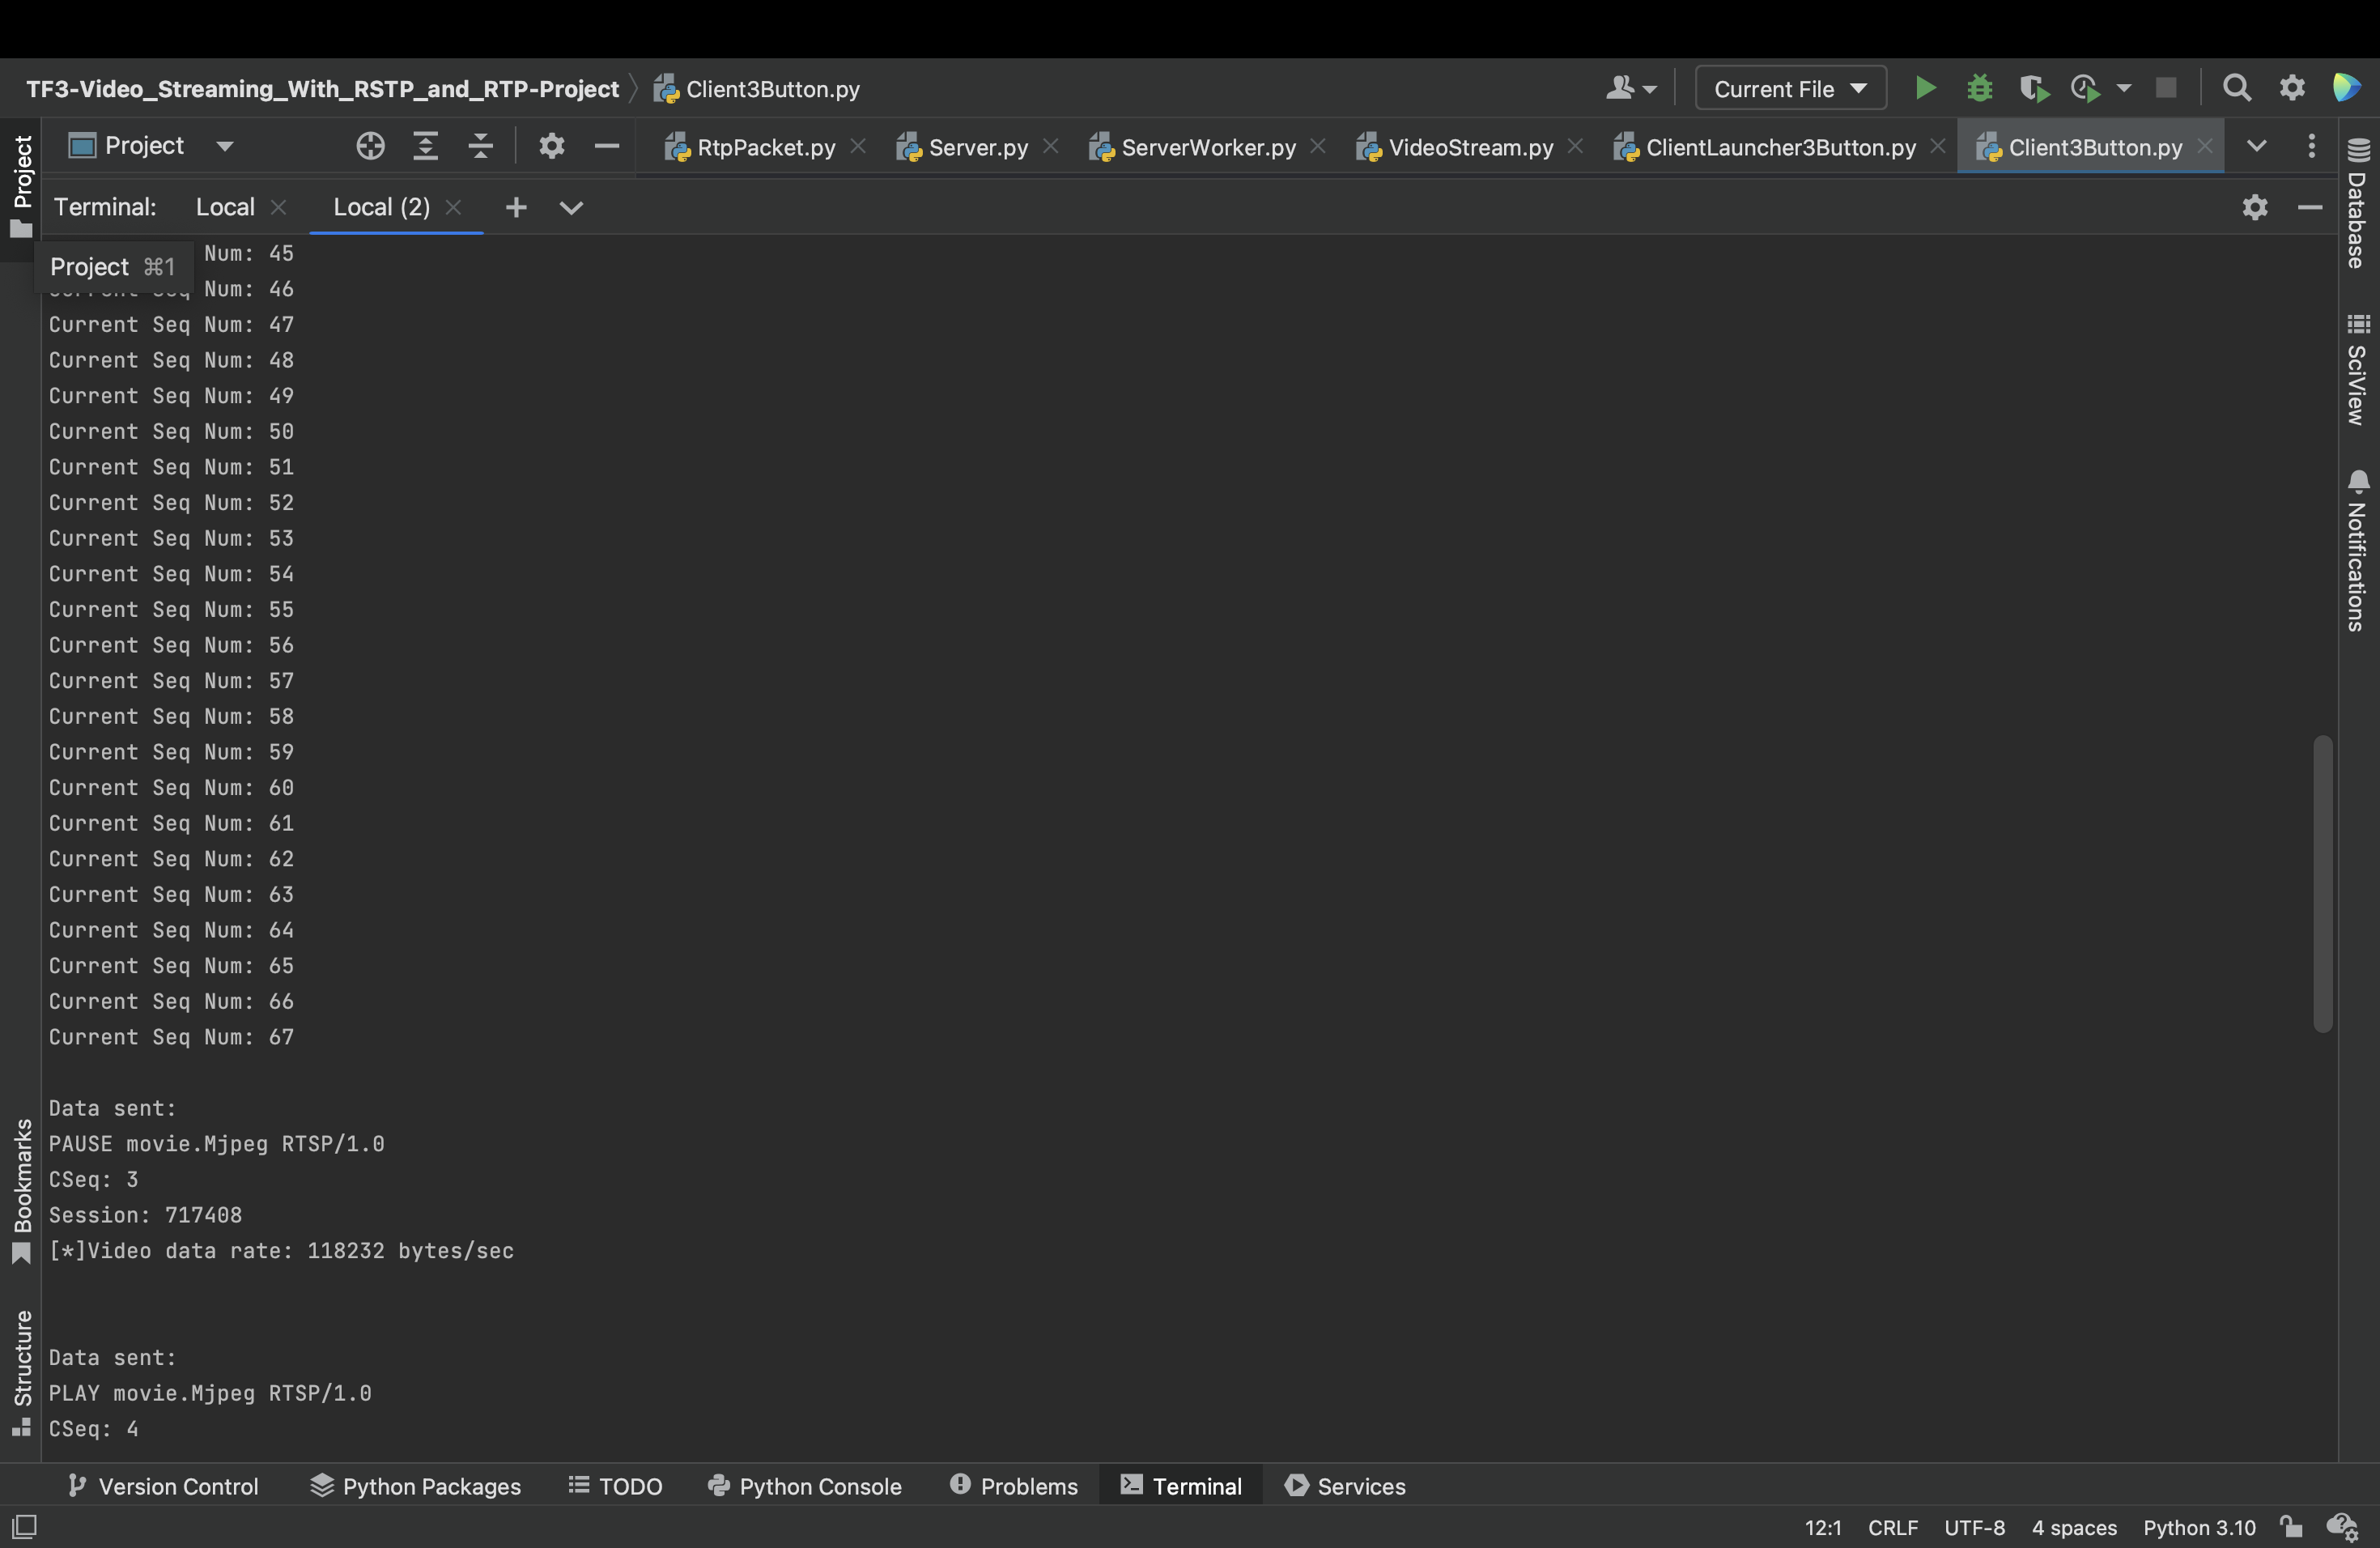 TF3-Video_Streaming_With_RSTP_and_RTP-Project
Client3Button.py
Current File
Project
RtpPacket.py
Server.py
ServerWorker.py
VideoStream.py
ClientLauncher3Button.py
Client3Button.py
Terminal:
Local
Local (2)
Project
Project ⌘1
Num: 45
Current Seq Num: 46
Current Seq Num: 47
Current Seq Num: 48
Current Seq Num: 49
Current Seq Num: 50
Current Seq Num: 51
Current Seq Num: 52
Current Seq Num: 53
Current Seq Num: 54
Current Seq Num: 55
Current Seq Num: 56
Current Seq Num: 57
Current Seq Num: 58
Current Seq Num: 59
Current Seq Num: 60
Current Seq Num: 61
Current Seq Num: 62
Current Seq Num: 63
Current Seq Num: 64
Current Seq Num: 65
Current Seq Num: 66
Current Seq Num: 67
Data sent:
PAUSE movie.Mjpeg RTSP/1.0
CSeq: 3
Session: 717408
[*]Video data rate: 118232 bytes/sec
Data sent:
PLAY movie.Mjpeg RTSP/1.0
CSeq: 4
Bookmarks
Structure
Database
SciView
Notifications
Version Control
Python Packages
TODO
Python Console
Problems
Terminal
Services
12:1
CRLF
UTF-8
4 spaces
Python 3.10